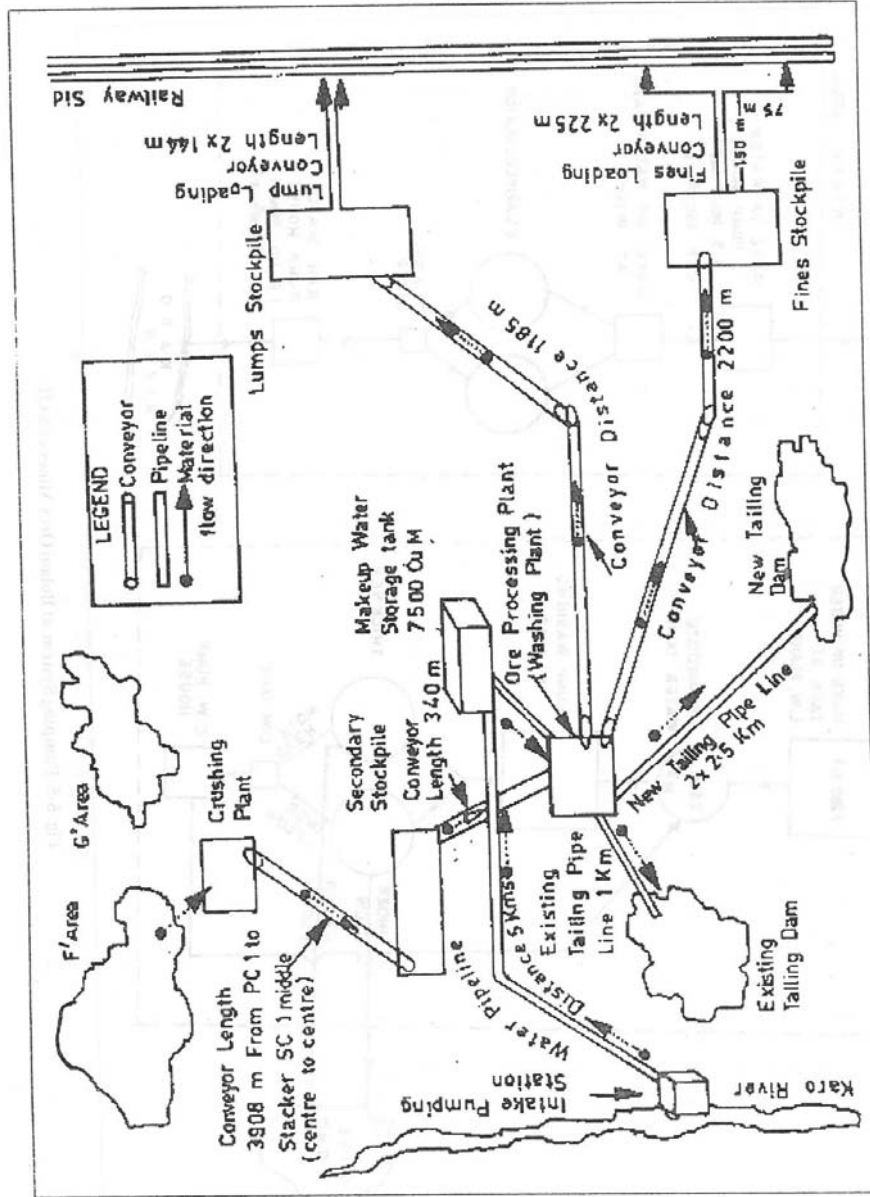 F' Area
G' Area
Crushing
Plant
Conveyor Length
3908 m From PC 1 to
Stacker SC 1 middle
(centre to centre)
LEGEND
Conveyor
Pipeline
Material
flow direction
Secondary
Stockpile
Conveyor
Length 340 m
Makeup Water
Storage tank
7500 Cu M
Ore Processing Plant
(Washing Plant)
Lumps Stockpile
Lump Loading
Conveyor
Length 2x144m
Railway Sid
Conveyor Distance 1185 m
Fines Loading
Conveyor
Length 2x225m
150 m
75
m
Fines Stockpile
Conveyor Distance 2200 m
New Tailing
Dam
New Tailing Pipe Line
2x 2.5 Km
Existing
Tailing Pipe
Line 1 Km
Existing
Tailing Dam
Water Pipeline
Distance 5 Kms
Intake Pumping
Station
Karo River